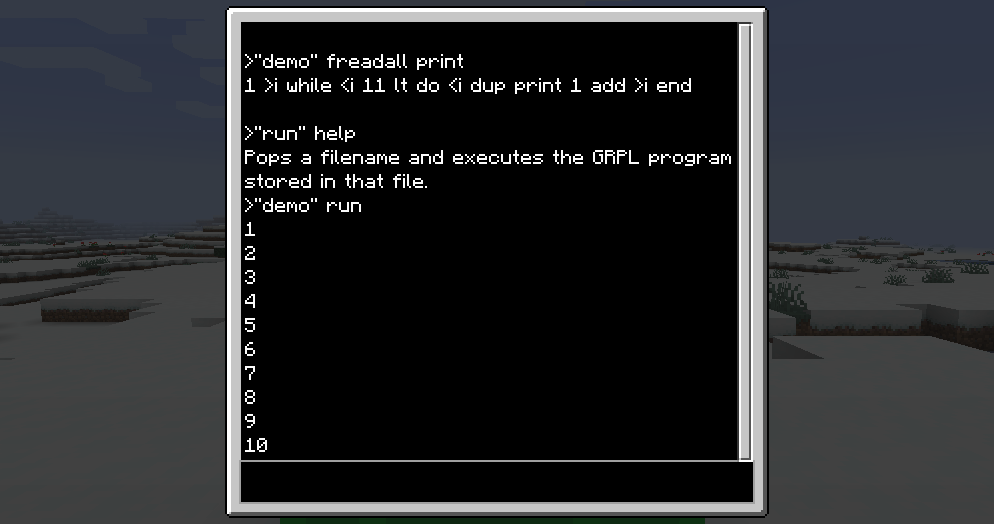 >"demo" freadall print
1 >i while <i 11 lt do <i dup print 1 add >i end
>"run" help
Pops a filename and executes the GRPL program
stored in that file.
>"demo" run
1
2
3
4
5
6
7
8
9
10